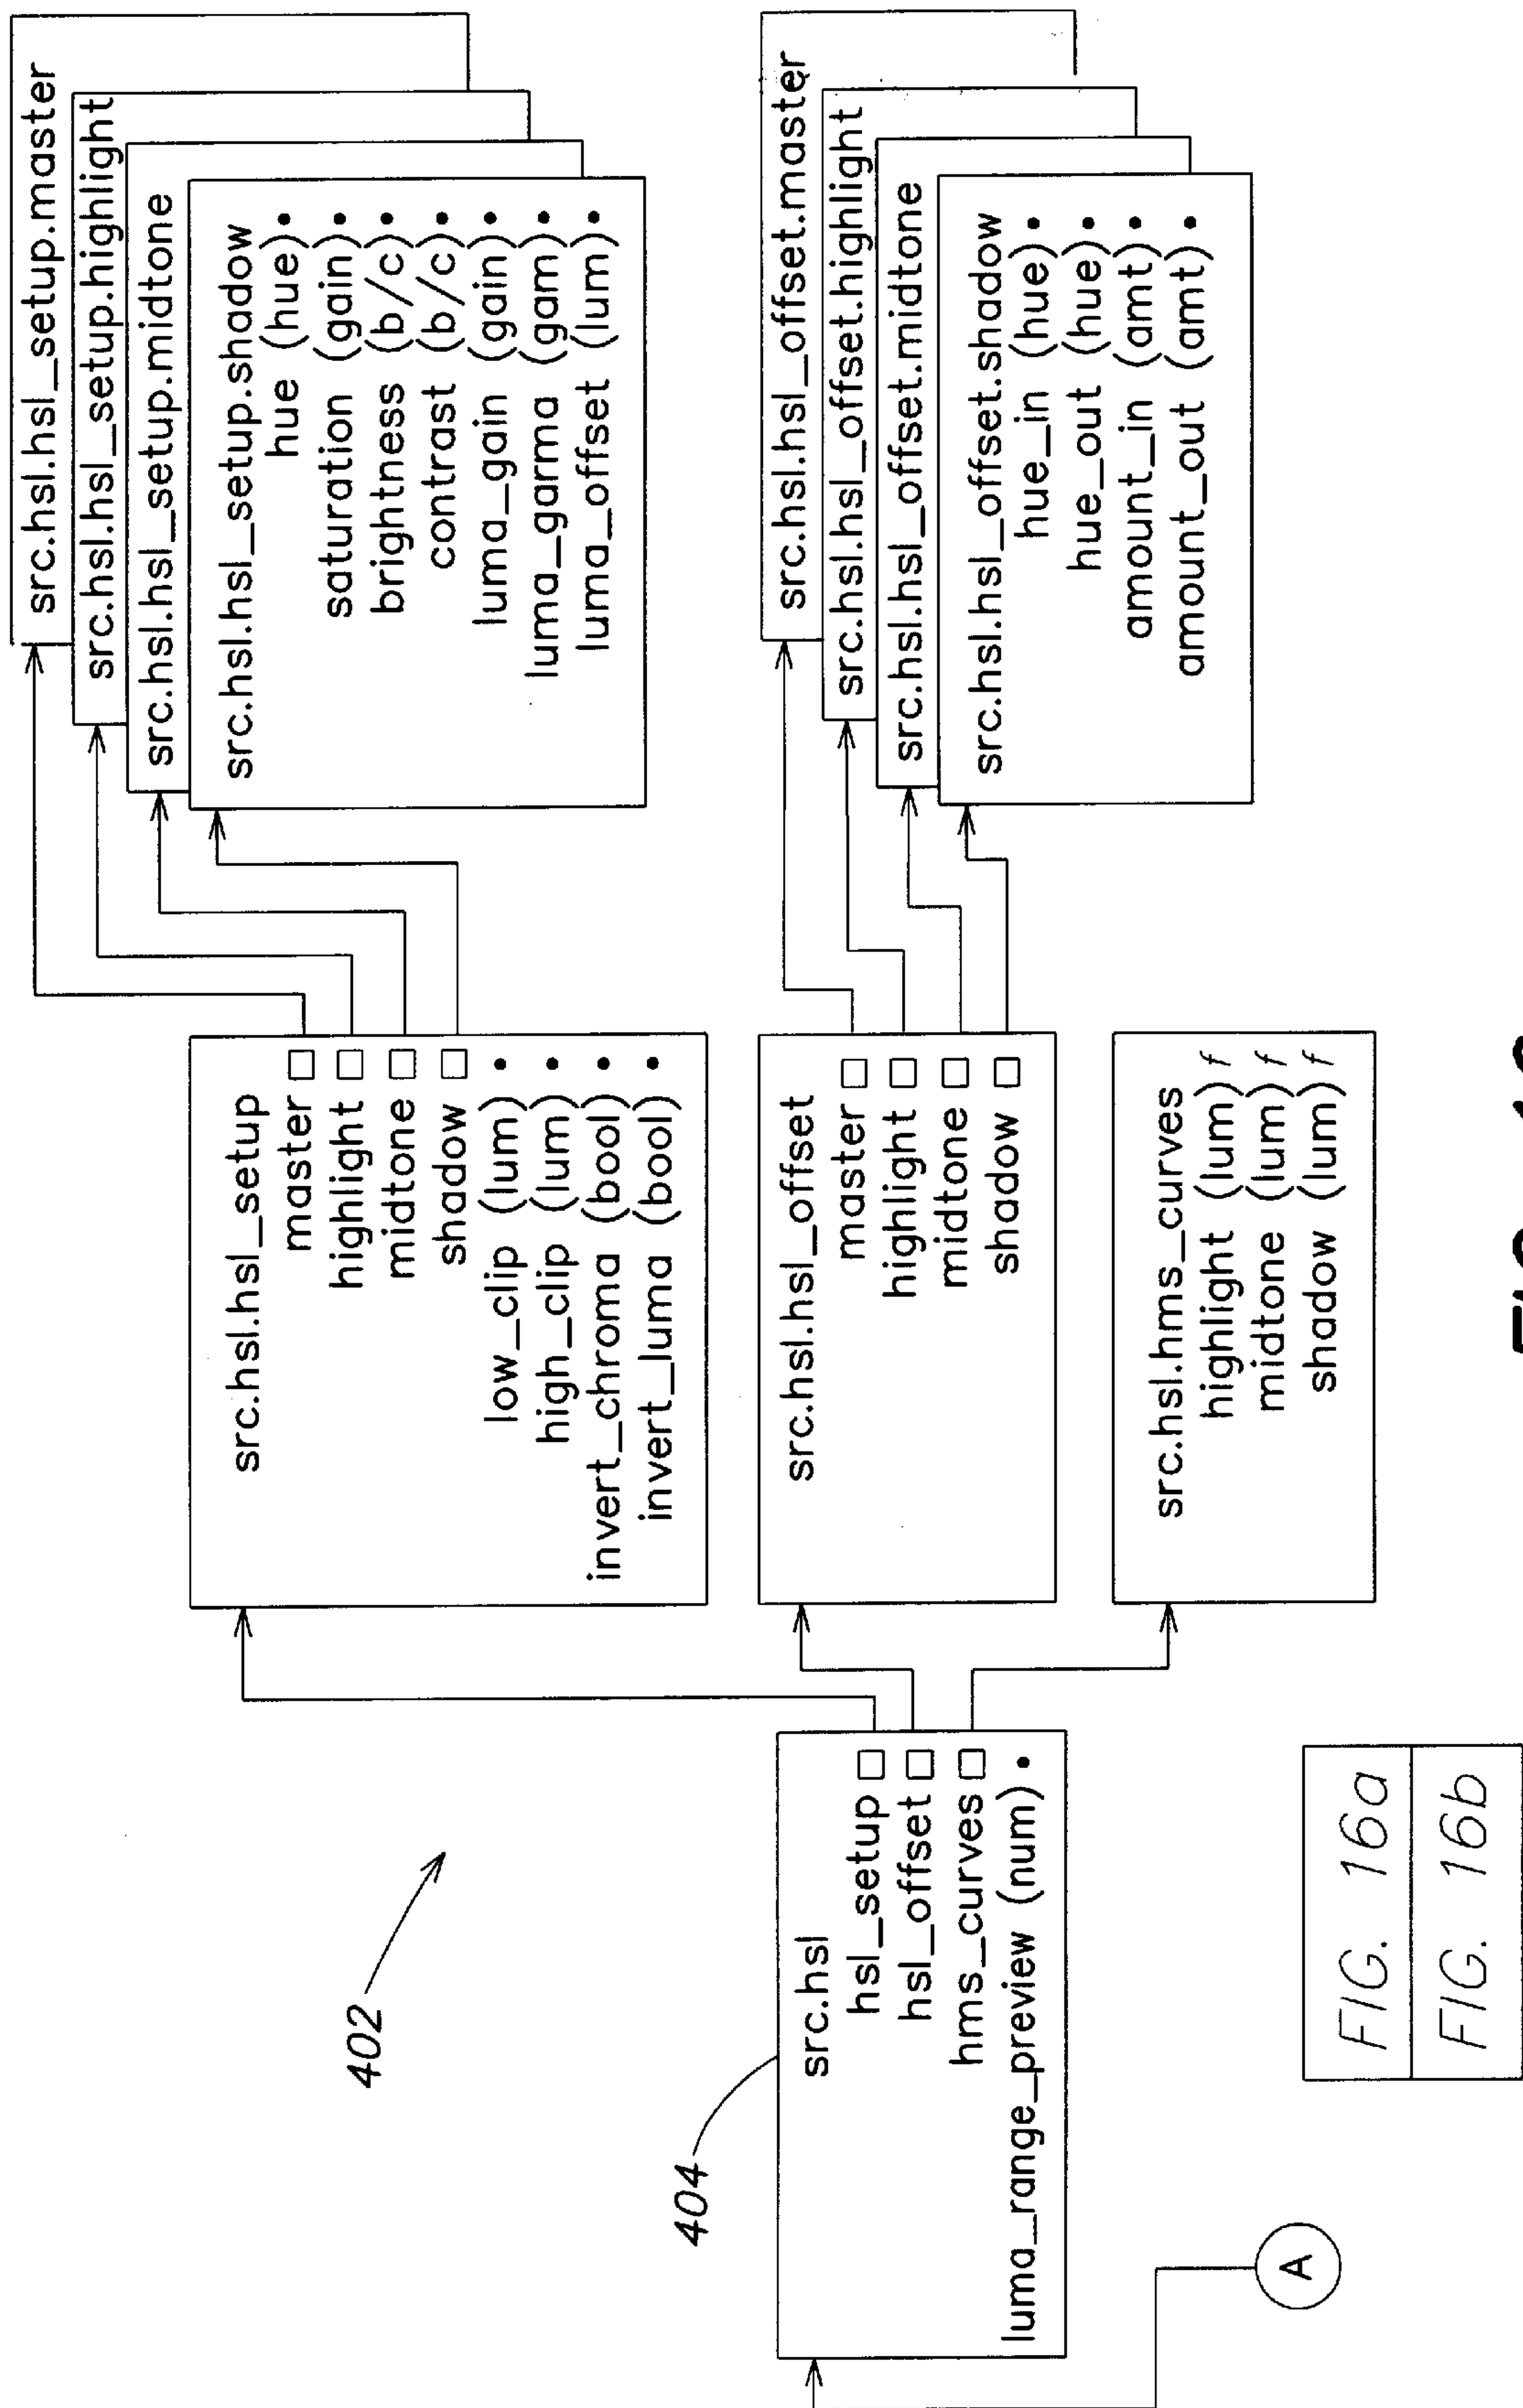 402
404
src.hsl
hsl_setup
hsl_offset
hms_curves
luma_range_preview (num)
A
src.hsl.hsl_setup
master
highlight
midtone
shadow
low_clip (lum)
high_clip (lum)
invert_chroma (bool)
invert_luma (bool)
src.hsl.hsl_offset
master
highlight
midtone
shadow
src.hsl.hms_curves
highlight (lum) f
midtone (lum) f
shadow (lum) f
src.hsl.hsl_setup.master
src.hsl.hsl_setup.highlight
src.hsl.hsl_setup.midtone
src.hsl.hsl_setup.shadow
hue (hue)
saturation (gain)
brightness (b/c)
contrast (b/c)
luma_gain (gain)
luma_garma (gam)
luma_offset (lum)
src.hsl.hsl_offset.master
src.hsl.hsl_offset.highlight
src.hsl.hsl_offset.midtone
src.hsl.hsl_offset.shadow
hue_in (hue)
hue_out (hue)
amount_in (amt)
amount_out (amt)
FIG. 16a
FIG. 16b